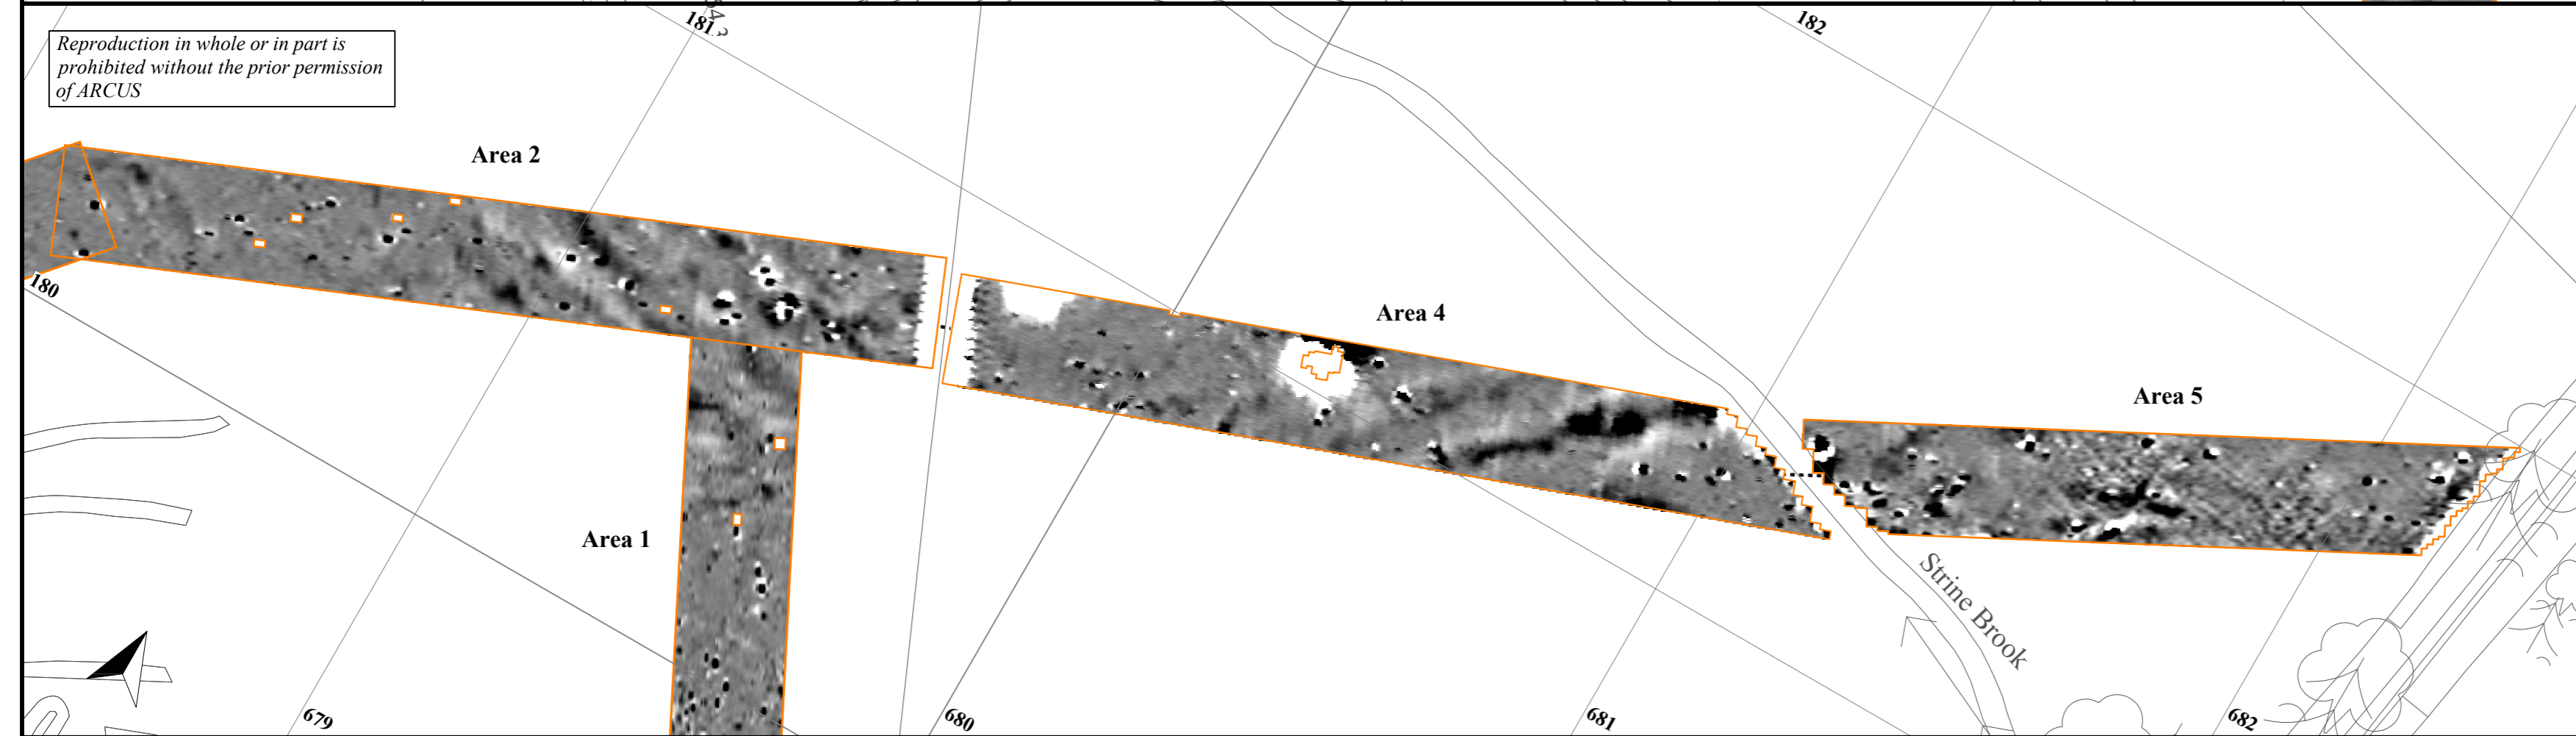 181
182
Reproduction in whole or in part is
prohibited without the prior permission
of ARCUS
Area 2
180
Area 4
Area 5
Area 1
Strine Brook
679
680
681
682